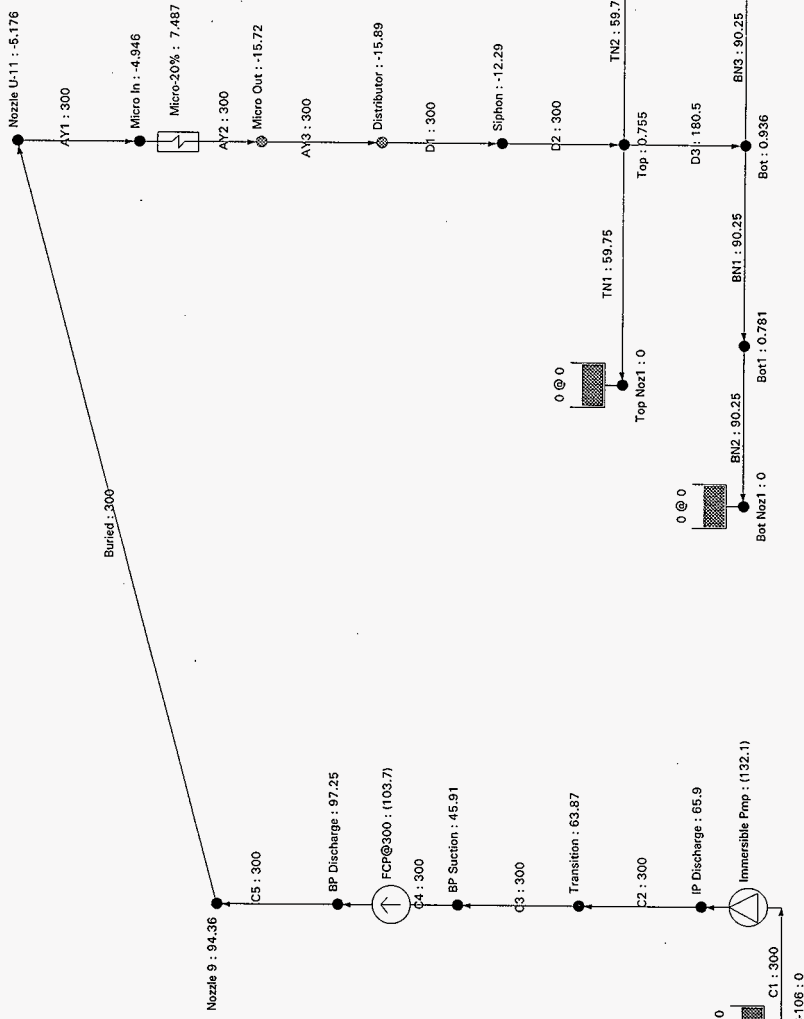 Nozzle U-11 : -5.176
AY1 : 300
Micro In : -4.946
Micro-20% : 7.487
AY2 : 300
Micro Out : -15.72
AY3 : 300
Distributor : -15.89
D1 : 300
Siphon : -12.29
D2 : 300
TN2 : 59.7
Top : 0.755
TN1 : 59.75
0 @ 0
Top Noz1 : 0
D3 : 180.5
BN3 : 90.25
Bot : 0.936
BN1 : 90.25
Bot1 : 0.781
BN2 : 90.25
0 @ 0
Bot Noz1 : 0
Buried : 300
Nozzle 9 : 94.36
C5 : 300
BP Discharge : 97.25
FCP@300 : (103.7)
C4 : 300
BP Suction : 45.91
C3 : 300
Transition : 63.87
C2 : 300
IP Discharge : 65.9
Immersible Pmp : (132.1)
C1 : 300
0
-106 : 0